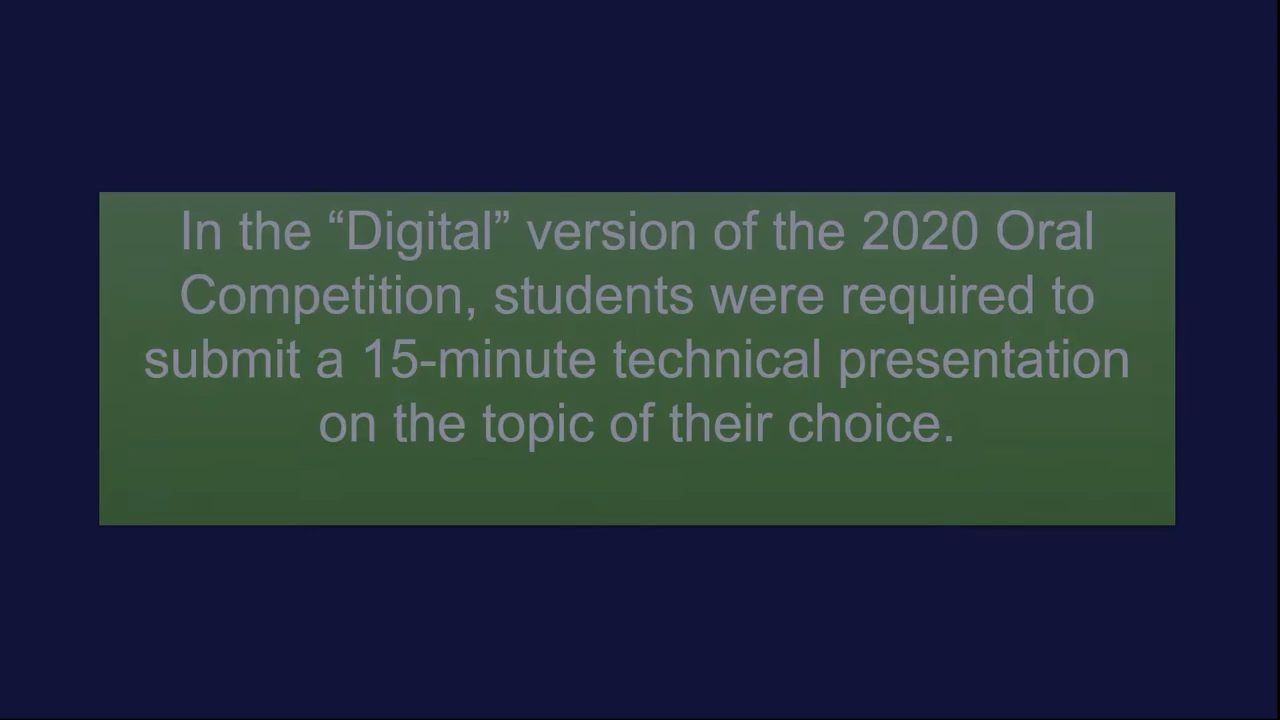 In the “Digital” version of the 2020 Oral
Competition, students were required to
submit a 15-minute technical presentation
on the topic of their choice.